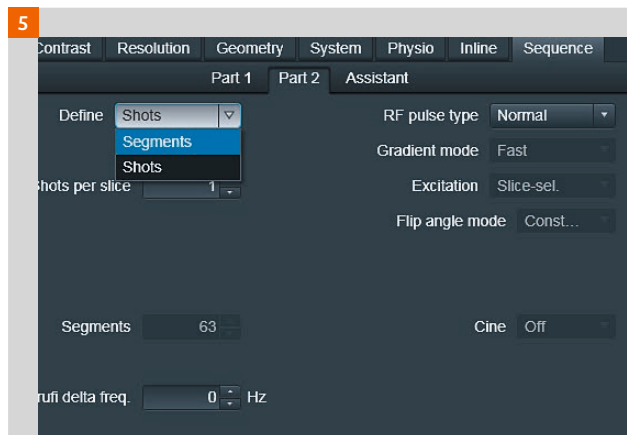 5
Contrast Resolution Geometry System Physio Inline Sequence
Part 1 Part 2 Assistant
Define Shots RF pulse type Normal
Segments
Gradient mode Fast
Shots
Shots per slice 1 Excitation Slice-sel.
Flip angle mode Const...
Segments 63 Cine Off
rufi delta freq. 0 Hz